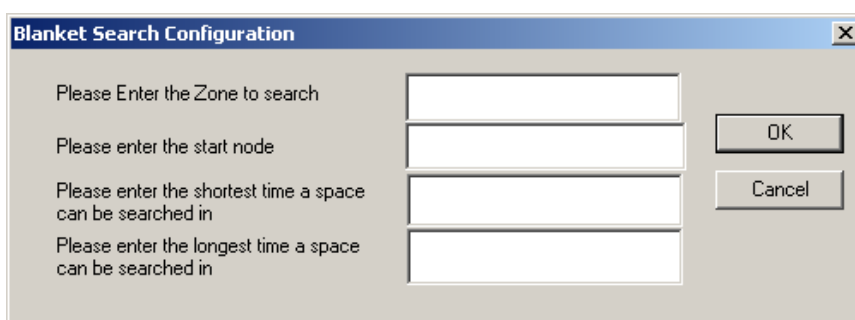 Blanket Search Configuration
Please Enter the Zone to search
Please enter the start node
OK
Please enter the shortest time a space
can be searched in
Cancel
Please enter the longest time a space
can be searched in